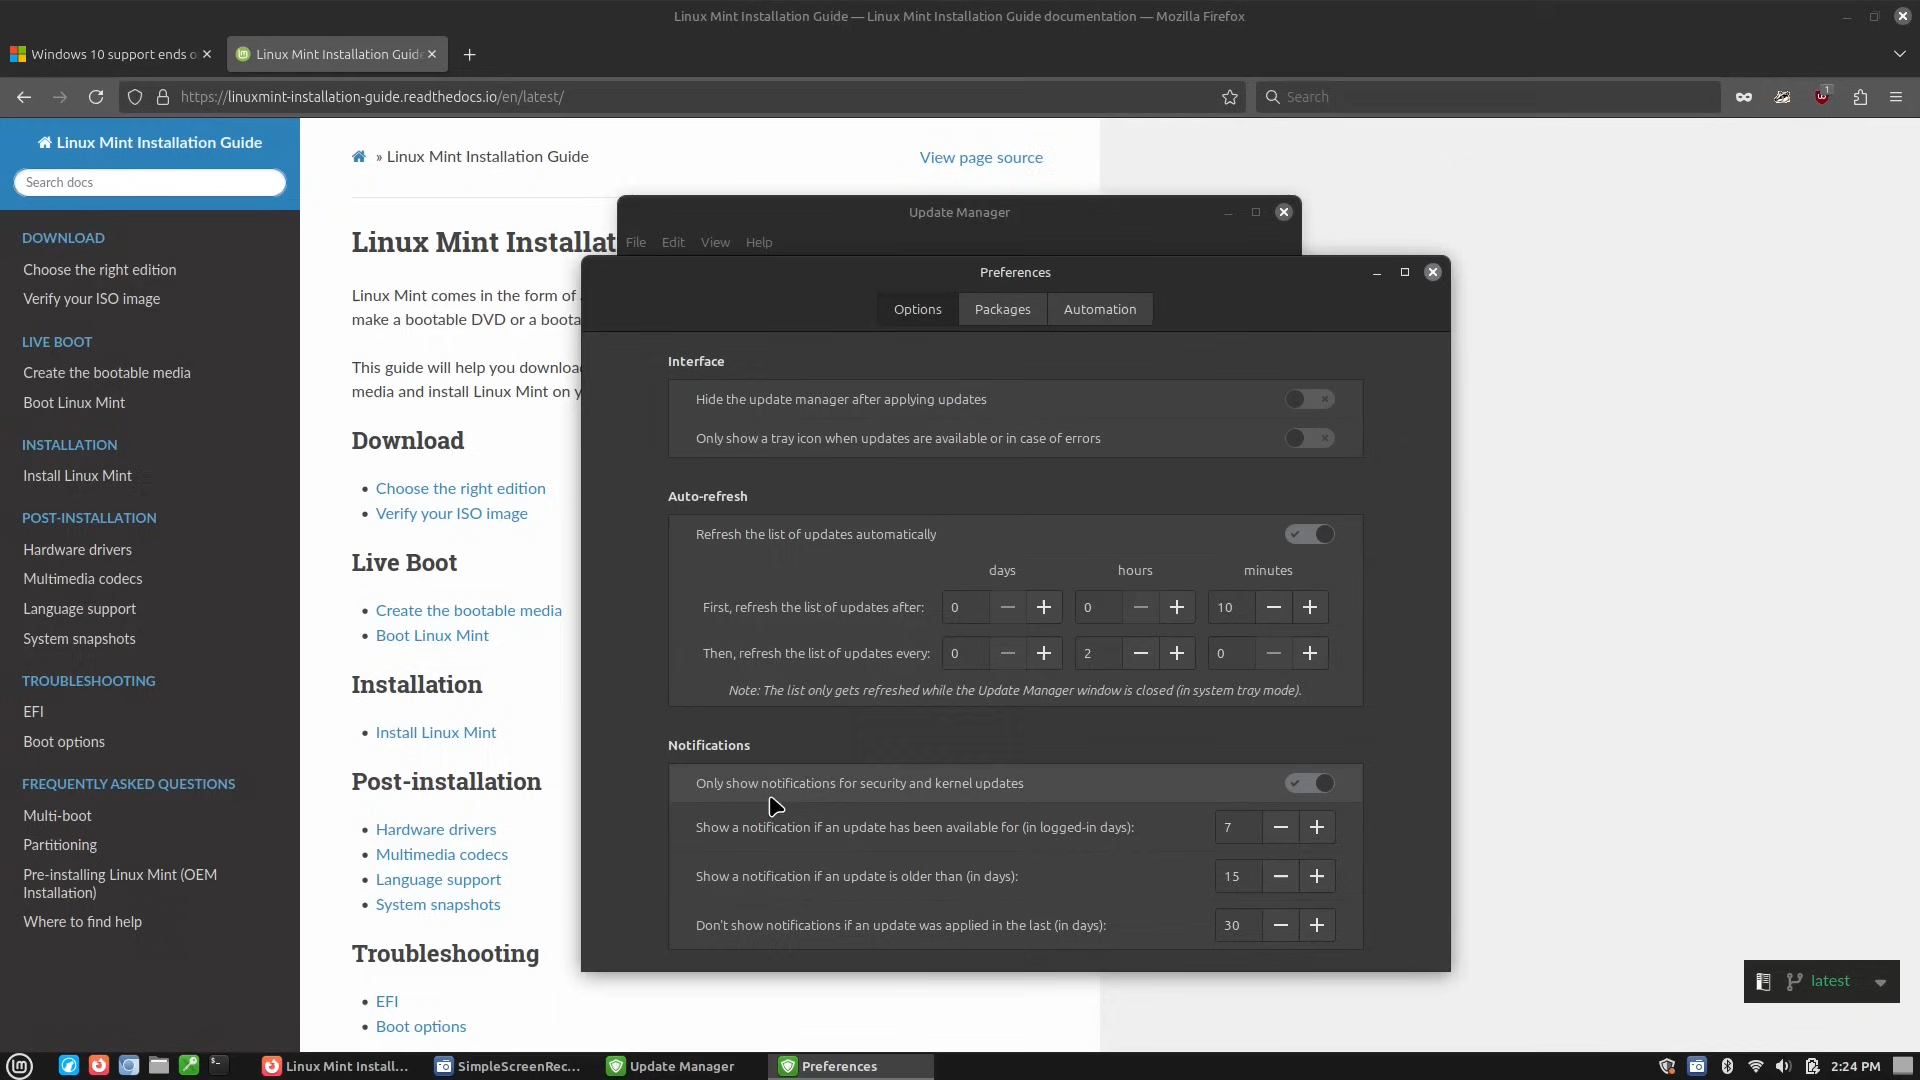 Linux Mint Installation Guide — Linux Mint Installation Guide documentation — Mozilla Firefox
Windows 10 support ends o
Linux Mint Installation Guide
https://linuxmint-installation-guide.readthedocs.io/en/latest/
Search
1
Linux Mint Installation Guide
Search docs
DOWNLOAD
Choose the right edition
Verify your ISO image
LIVE BOOT
Create the bootable media
Boot Linux Mint
INSTALLATION
Install Linux Mint
POST-INSTALLATION
Hardware drivers
Multimedia codecs
Language support
System snapshots
TROUBLESHOOTING
EFI
Boot options
FREQUENTLY ASKED QUESTIONS
Multi-boot
Partitioning
Pre-installing Linux Mint (OEM
Installation)
Where to find help
» Linux Mint Installation Guide
View page source
Linux Mint Installat
Linux Mint comes in the form of
make a bootable DVD or a boota
This guide will help you download
media and install Linux Mint on y
Download
• Choose the right edition
• Verify your ISO image
Live Boot
• Create the bootable media
• Boot Linux Mint
Installation
• Install Linux Mint
Post-installation
• Hardware drivers
• Multimedia codecs
• Language support
• System snapshots
Troubleshooting
• EFI
• Boot options
Update Manager
File Edit View Help
Preferences
Options Packages Automation
Interface
Hide the update manager after applying updates
Only show a tray icon when updates are available or in case of errors
Auto-refresh
Refresh the list of updates automatically
days hours minutes
First, refresh the list of updates after: 0 0 10
Then, refresh the list of updates every: 0 2 0
Note: The list only gets refreshed while the Update Manager window is closed (in system tray mode).
Notifications
Only show notifications for security and kernel updates
Show a notification if an update has been available for (in logged-in days): 7
Show a notification if an update is older than (in days): 15
Don't show notifications if an update was applied in the last (in days): 30
latest
Linux Mint Install...
SimpleScreenRec...
Update Manager
Preferences
2:24 PM